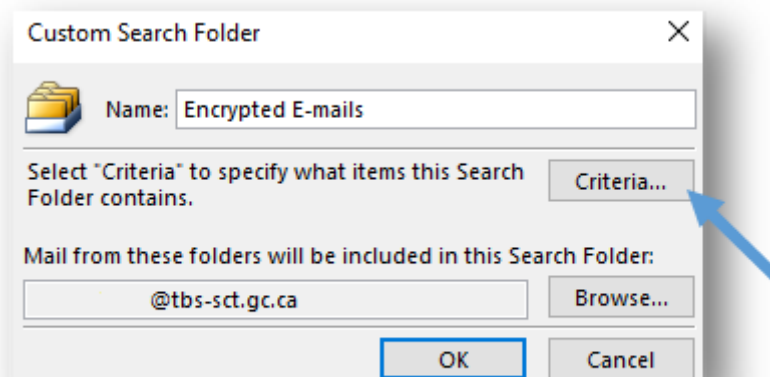 Custom Search Folder
Name: Encrypted E-mails
Select "Criteria" to specify what items this Search
Folder contains.
Criteria...
Mail from these folders will be included in this Search Folder:
@tbs-sct.gc.ca
Browse...
OK
Cancel